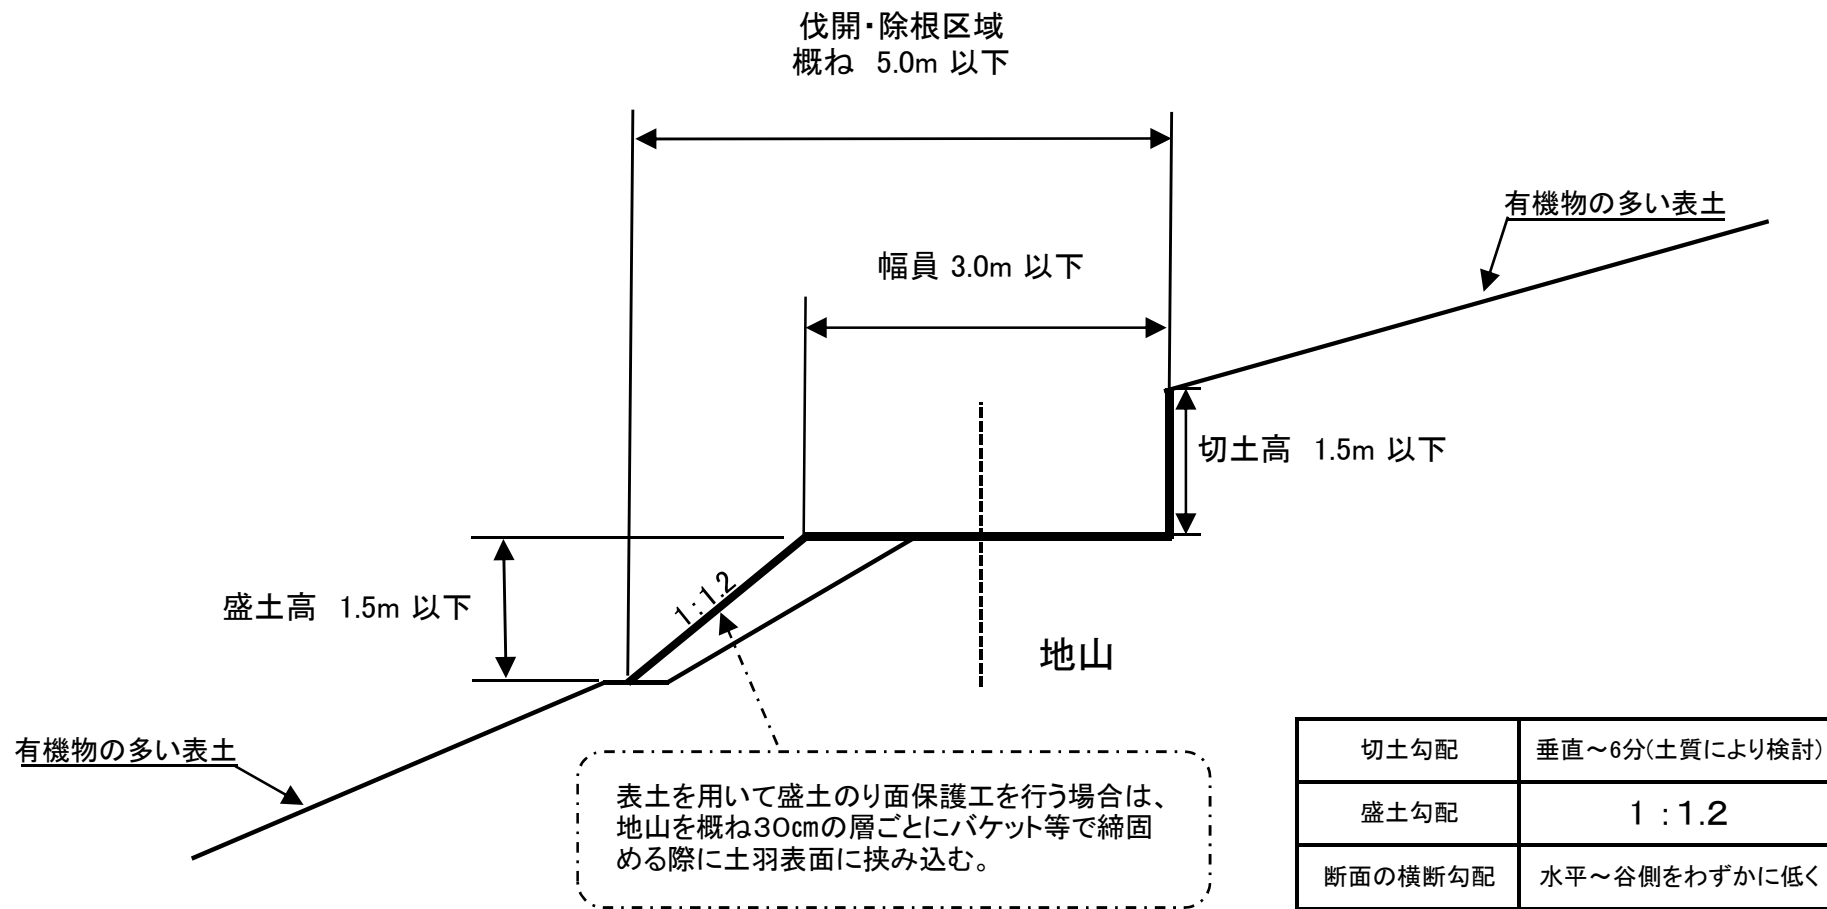 伐開・除根区域
概ね 5.0m 以下
有機物の多い表土
幅員 3.0m 以下
切土高 1.5m 以下
1:1.2
盛土高 1.5m 以下
地山
有機物の多い表土
表土を用いて盛土のり面保護工を行う場合は、
地山を概ね30㎝の層ごとにバケット等で締固
める際に土羽表面に挟み込む。
切土勾配 垂直～6分(土質により検討)
盛土勾配 1:1.2
断面の横断勾配 水平～谷側をわずかに低く